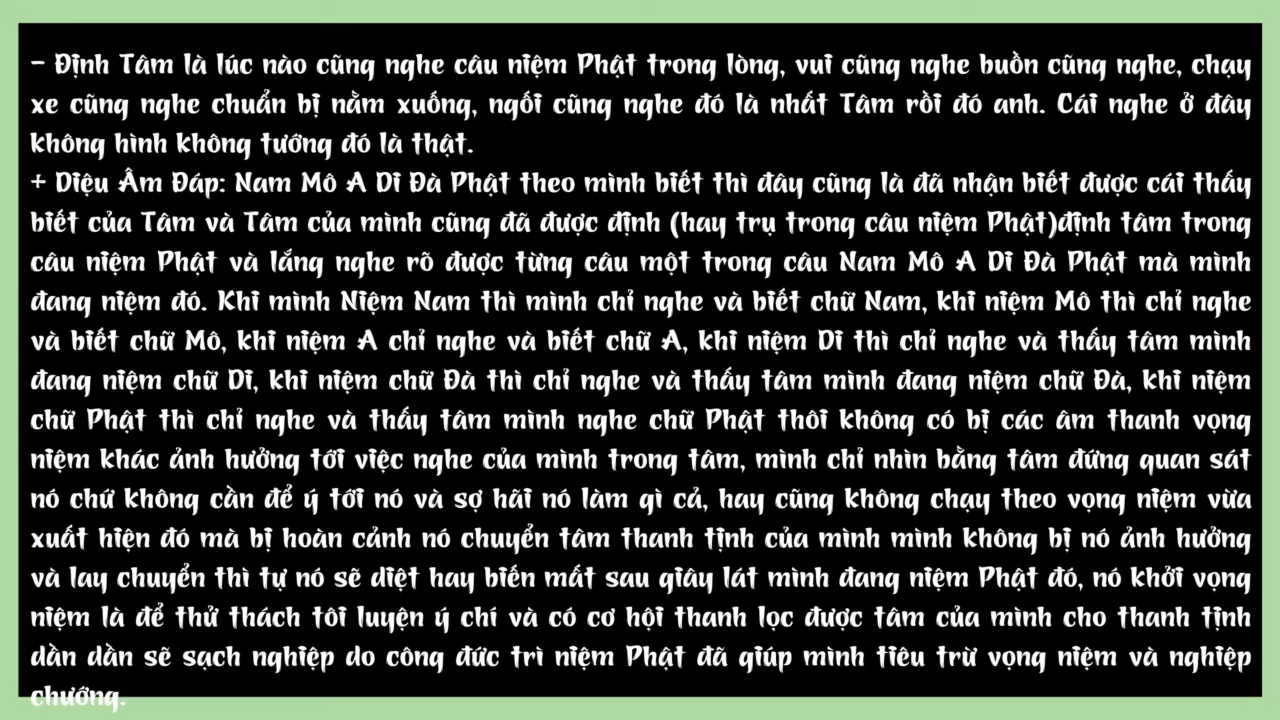 - Định Tâm là lúc nào cũng nghe câu niệm Phật trong lòng, vui cũng nghe buồn cũng nghe, chạy
xe cũng nghe chuẩn bị nằm xuống, ngối cũng nghe đó là nhất Tâm rồi đó anh. Cái nghe ở đây
không hình không tướng đó là thật.
+ Diệu Âm Đáp: Nam Mô A Di Đà Phật theo mình biết thì đây cũng là đã nhận biết được cái thấy
biết của Tâm và Tâm của mình cũng đã được định (hay trụ trong câu niệm Phật)định tâm trong
câu niệm Phật và lắng nghe rõ được từng câu một trong câu Nam Mô A Di Đà Phật mà mình
đang niệm đó. Khi mình Niệm Nam thì mình chỉ nghe và biết chữ Nam, khi niệm Mô thì chỉ nghe
và biết chữ Mô, khi niệm A chỉ nghe và biết chữ A, khi niệm Di thì chỉ nghe và thấy tâm mình
đang niệm chữ Di, khi niệm chữ Đà thì chỉ nghe và thấy tâm mình đang niệm chữ Đà, khi niệm
chữ Phật thì chỉ nghe và thấy tâm mình nghe chữ Phật thôi không có bị các âm thanh vọng
niệm khác ảnh hưởng tới việc nghe của mình trong tâm, mình chỉ nhìn bằng tâm đứng quan sát
nó chứ không cần để ý tới nó và sợ hãi nó làm gì cả, hay cũng không chạy theo vọng niệm vừa
xuất hiện đó mà bị hoàn cảnh nó chuyển tâm thanh tịnh của mình mình không bị nó ảnh hưởng
và lay chuyển thì tự nó sẽ diệt hay biến mất sau giây lát mình đang niệm Phật đó, nó khởi vọng
niệm là để thử thách tôi luyện ý chí và có cơ hội thanh lọc được tâm của mình cho thanh tịnh
dần dần sẽ sạch nghiệp do công đức trì niệm Phật đã giúp mình tiêu trừ vọng niệm và nghiệp
chướng.